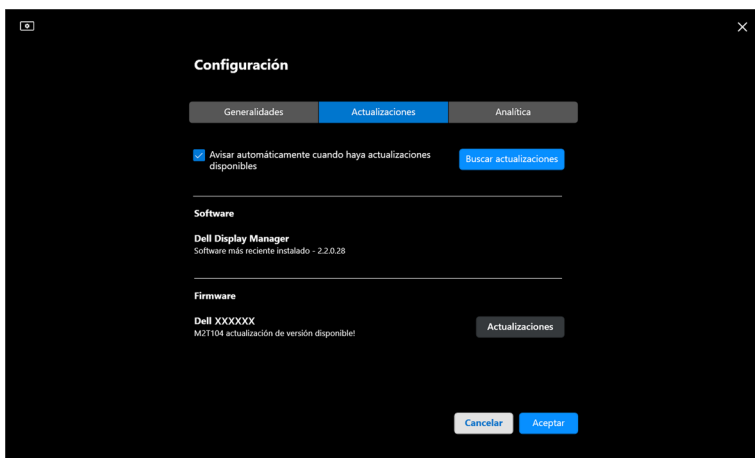 Configuración
Generalidades
Actualizaciones
Analítica
Avisar automáticamente cuando haya actualizaciones
disponibles
Buscar actualizaciones
Software
Dell Display Manager
Software más reciente instalado - 2.2.0.28
Firmware
Dell XXXXXX
M2T104 actualización de versión disponible!
Actualizaciones
Cancelar
Aceptar